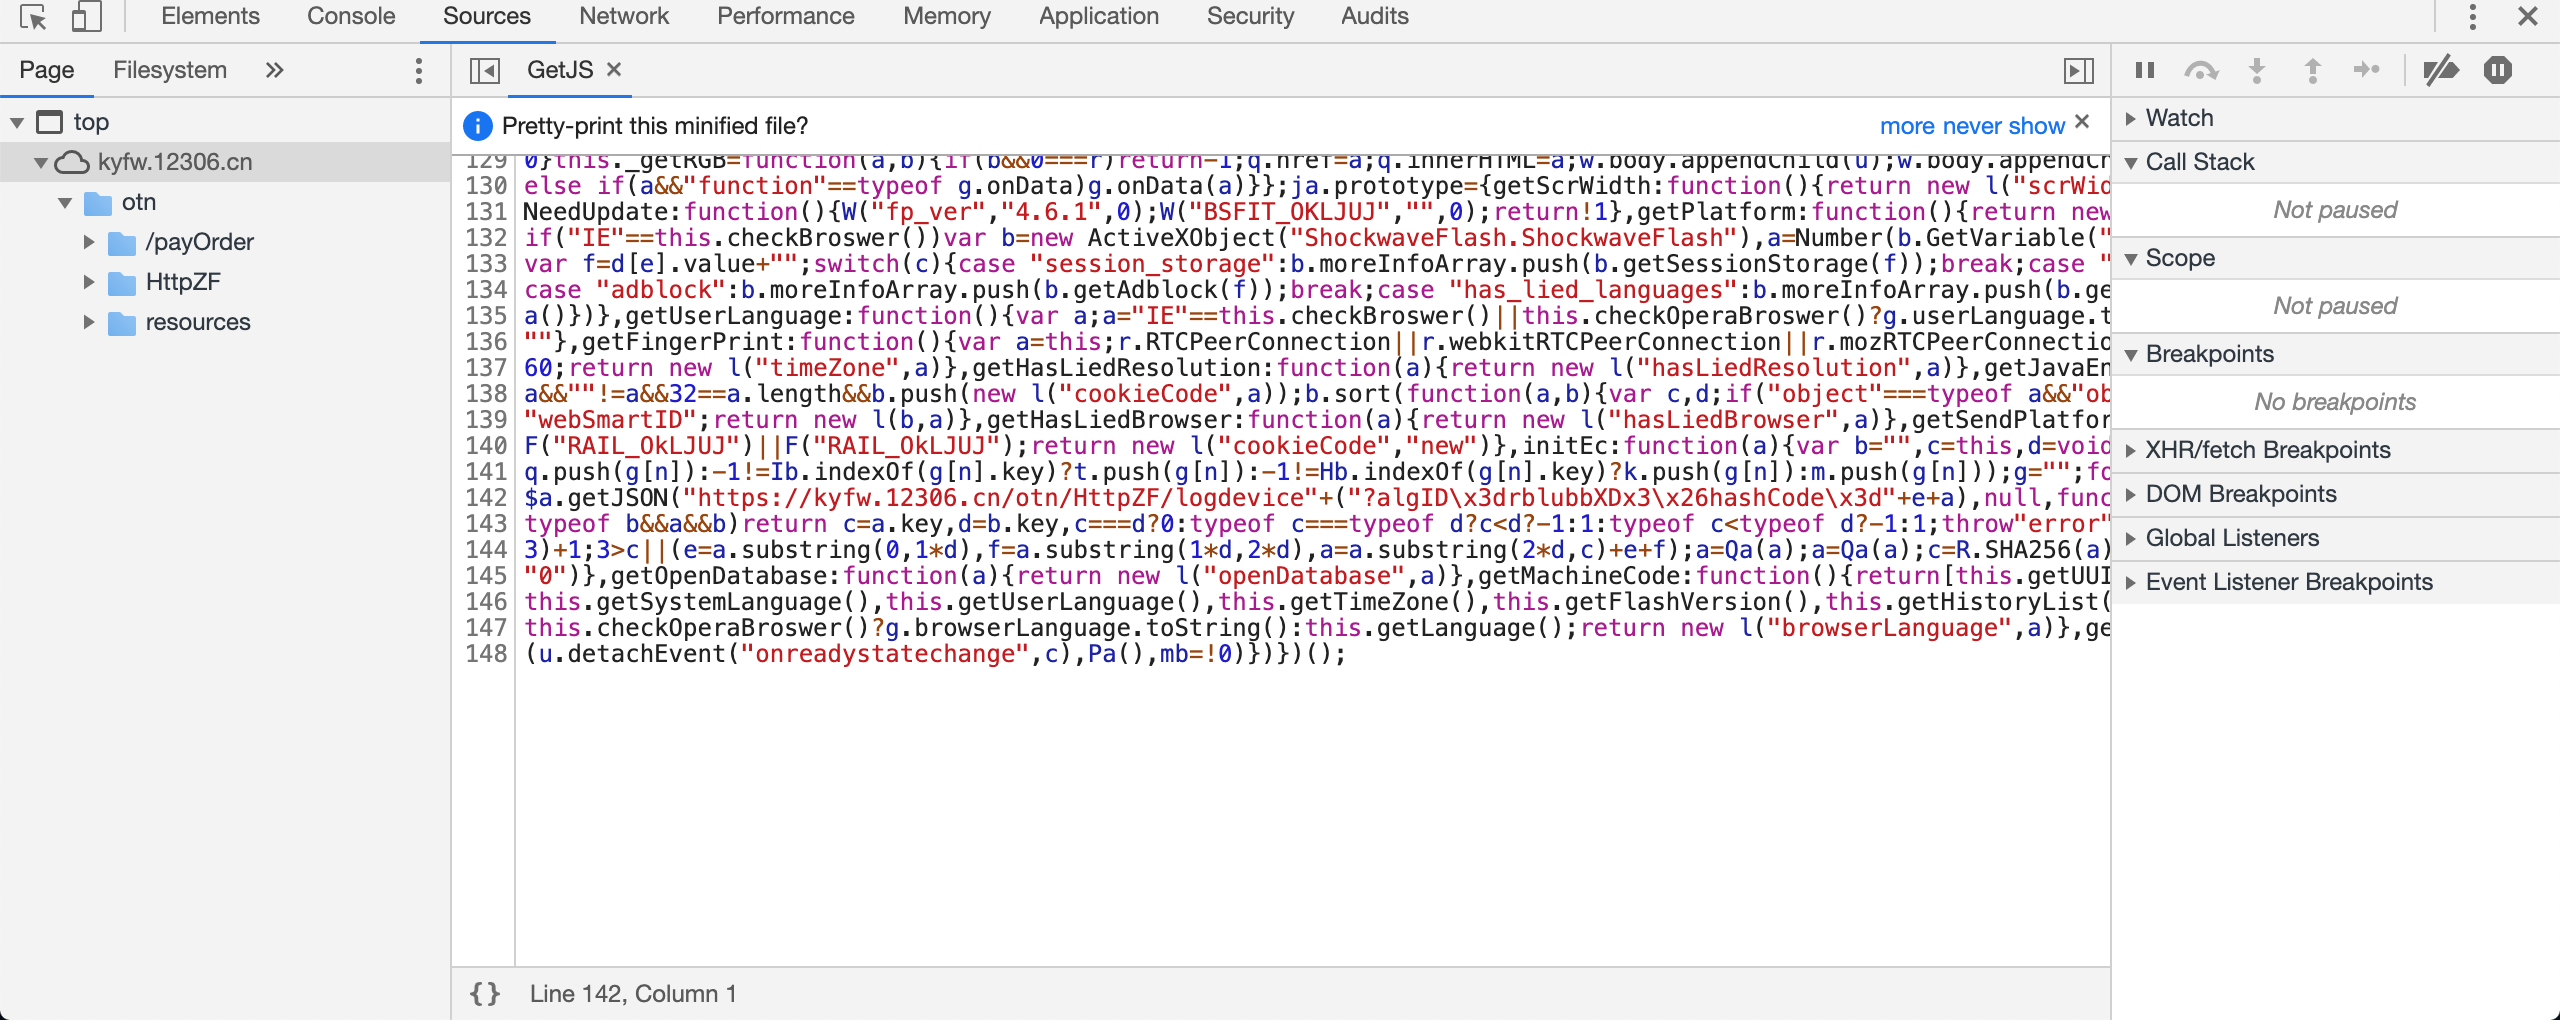 Elements Console Sources Network Performance Memory Application Security Audits
Page Filesystem
GetJS
top
kyfw.12306.cn
otn
/payOrder
HttpZF
resources
Pretty-print this minified file? more never show
129 0}this._getRGB=function(a,b){if(b&&0===r)return-1;q.href=a;q.innerHTML=a;w.body.appendChild(u);w.body.appendCh
130 else if(a&&"function"==typeof g.onData)g.onData(a)}};ja.prototype={getScrWidth:function(){return new l("scrWid
131 NeedUpdate:function(){W("fp_ver","4.6.1",0);W("BSFIT_OKLJUJ","",0);return!1},getPlatform:function(){return new
132 if("IE"==this.checkBroswer())var b=new ActiveXObject("ShockwaveFlash.ShockwaveFlash"),a=Number(b.GetVariable("
133 var f=d[e].value+"";switch(c){case "session_storage":b.moreInfoArray.push(b.getSessionStorage(f));break;case "
134 case "adblock":b.moreInfoArray.push(b.getAdblock(f));break;case "has_lied_languages":b.moreInfoArray.push(b.ge
135 a()})},getUserLanguage:function(){var a;a="IE"==this.checkBroswer()||this.checkOperaBroswer()?g.userLanguage.t
136 ""},getFingerPrint:function(){var a=this;r.RTCPeerConnection||r.webkitRTCPeerConnection||r.mozRTCPeerConnectio
137 60;return new l("timeZone",a)},getHasLiedResolution:function(a){return new l("hasLiedResolution",a)},getJavaEn
138 a&&""!=a&&32==a.length&&b.push(new l("cookieCode",a));b.sort(function(a,b){var c,d;if("object"===typeof a&&"ob
139 "webSmartID";return new l(b,a)},getHasLiedBrowser:function(a){return new l("hasLiedBrowser",a)},getSendPlatfor
140 F("RAIL_OkLJUJ")||F("RAIL_OkLJUJ");return new l("cookieCode","new")},initEc:function(a){var b="",c=this,d=void
141 q.push(g[n]):-1!=Ib.indexOf(g[n].key)?t.push(g[n]):-1!=Hb.indexOf(g[n].key)?k.push(g[n]):m.push(g[n]));g="";fo
142 $a.getJSON("https://kyfw.12306.cn/otn/HttpZF/logdevice"+("?algID\x3drblubbXDx3\x26hashCode\x3d"+e+a),null,func
143 typeof b&&a&&b)return c=a.key,d=b.key,c===d?0:typeof c===typeof d?c<d?-1:1:typeof c<typeof d?-1:1;throw"error"
144 3)+1;3>c||(e=a.substring(0,1*d),f=a.substring(1*d,2*d),a=a.substring(2*d,c)+e+f);a=Qa(a);a=Qa(a);c=R.SHA256(a)
145 "0")},getOpenDatabase:function(a){return new l("openDatabase",a)},getMachineCode:function(){return[this.getUUI
146 this.getSystemLanguage(),this.getUserLanguage(),this.getTimeZone(),this.getFlashVersion(),this.getHistoryList(
147 this.checkOperaBroswer()?g.browserLanguage.toString():this.getLanguage();return new l("browserLanguage",a)},ge
148 (u.detachEvent("onreadystatechange",c),Pa(),mb=!0)})})();
{} Line 142, Column 1
Watch
Call Stack
Not paused
Scope
Not paused
Breakpoints
No breakpoints
XHR/fetch Breakpoints
DOM Breakpoints
Global Listeners
Event Listener Breakpoints